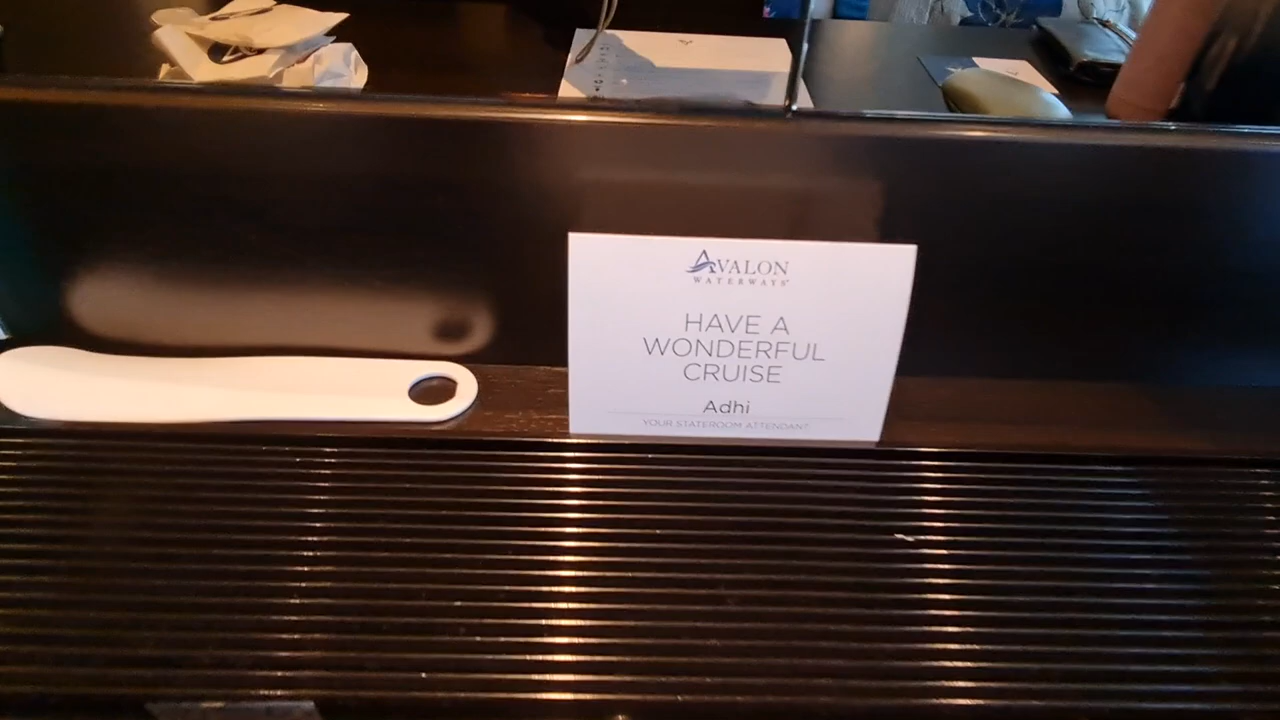 AVALON
WATERWAYS®
HAVE A
WONDERFUL
CRUISE
Adhi
YOUR STATEROOM ATTENDANT